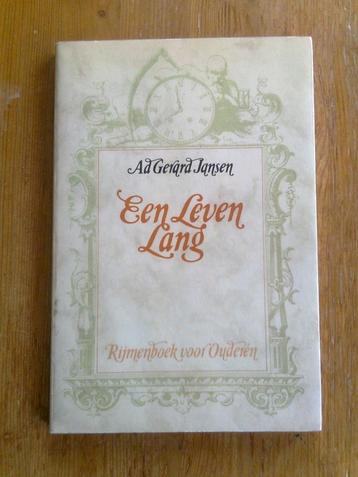 Ad Gerard Jansen
Een Leven
Lang
Rijmenboek voor Ouderen